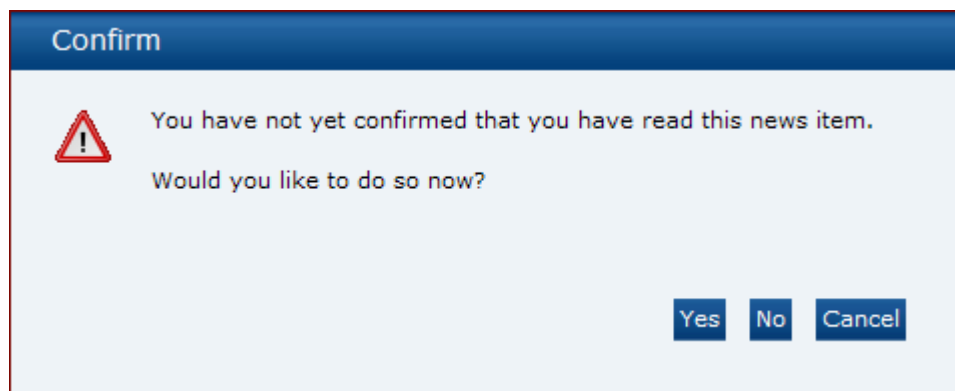 Confirm
You have not yet confirmed that you have read this news item.
Would you like to do so now?
Yes No Cancel